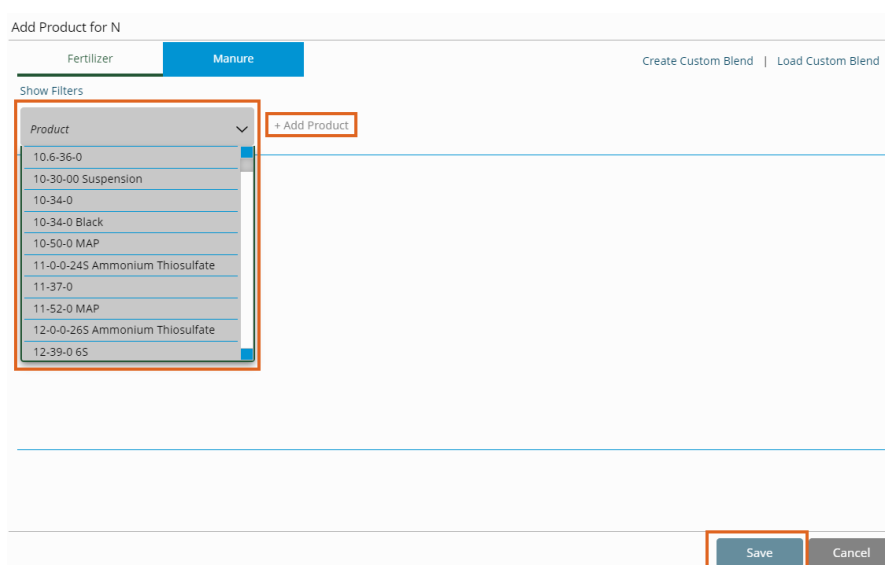 Add Product for N
Fertilizer Manure Create Custom Blend | Load Custom Blend
Show Filters
Product + Add Product
10.6-36-0
10-30-00 Suspension
10-34-0
10-34-0 Black
10-50-0 MAP
11-0-0-24S Ammonium Thiosulfate
11-37-0
11-52-0 MAP
12-0-0-26S Ammonium Thiosulfate
12-39-0 6S
Save Cancel